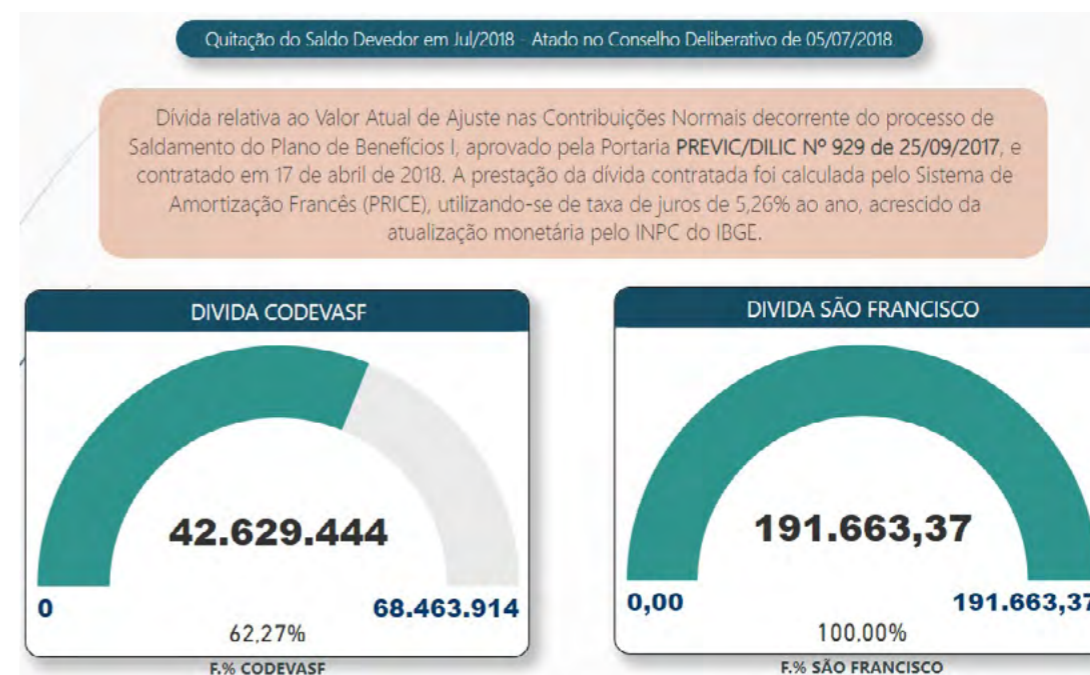 Quitação do Saldo Devedor em Jul/2018 - Atado no Conselho Deliberativo de 05/07/2018
Dívida relativa ao Valor Atual de Ajuste nas Contribuições Normais decorrente do processo de
Saldamento do Plano de Benefícios I, aprovado pela Portaria PREVIC/DILIC Nº 929 de 25/09/2017, e
contratado em 17 de abril de 2018. A prestação da dívida contratada foi calculada pelo Sistema de
Amortização Francês (PRICE), utilizando-se de taxa de juros de 5,26% ao ano, acrescido da
atualização monetária pelo INPC do IBGE.
DIVIDA CODEVASF
42.629.444
0
68.463.914
62,27%
F.% CODEVASF
DIVIDA SÃO FRANCISCO
191.663,37
0,00
191.663,37
100,00%
F.% SÃO FRANCISCO